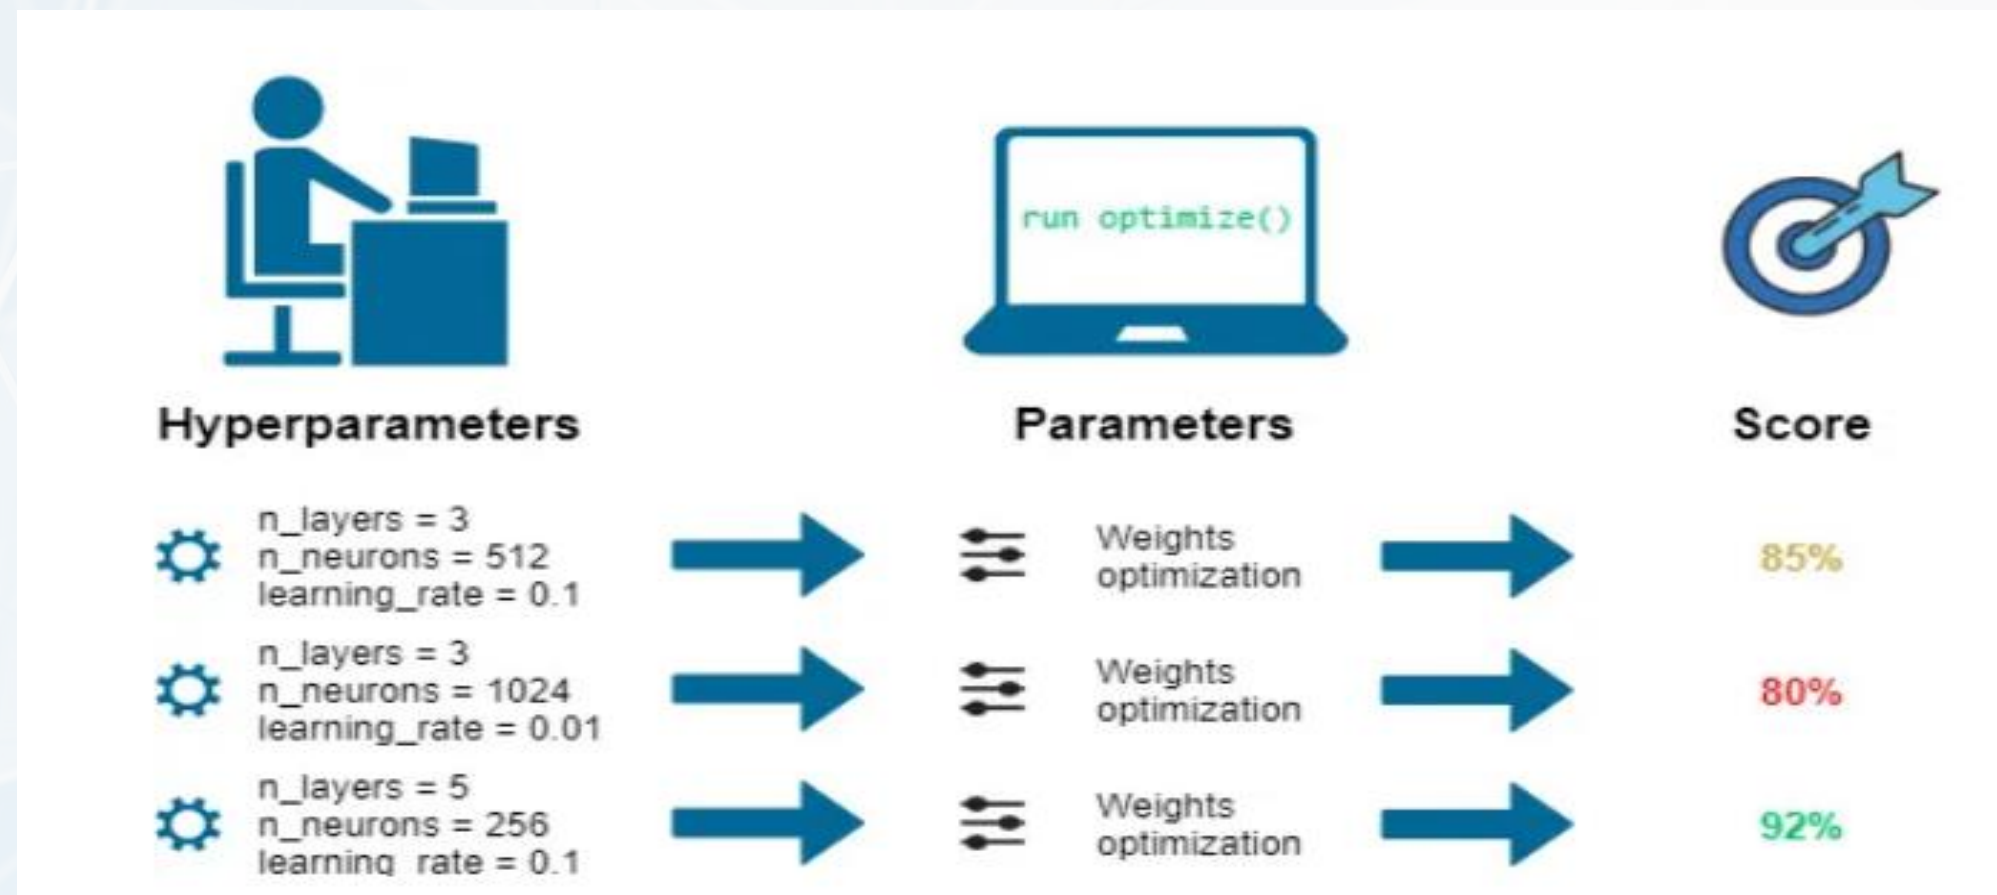 run optimize()
Hyperparameters
Parameters
Score
n_layers = 3
n_neurons = 512
learning_rate = 0.1
Weights
optimization
85%
n_layers = 3
n_neurons = 1024
learning_rate = 0.01
Weights
optimization
80%
n_layers = 5
n_neurons = 256
learning_rate = 0.1
Weights
optimization
92%